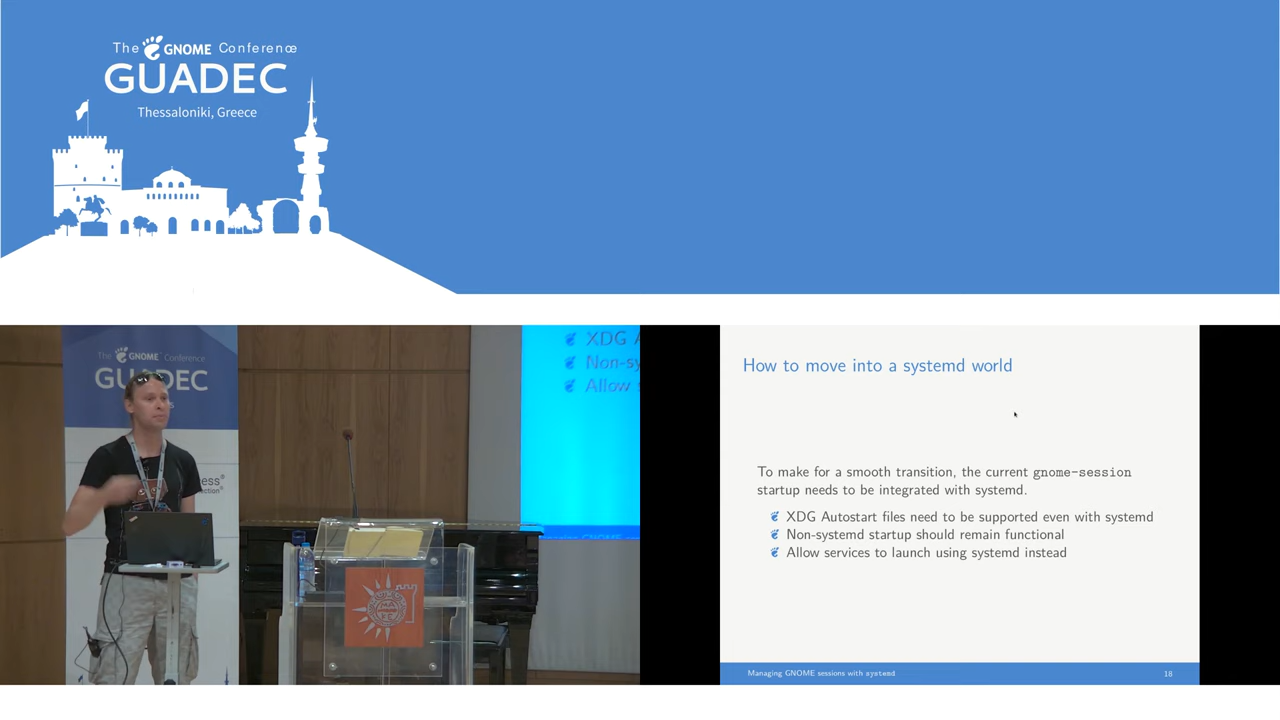 The GNOME Conference
GUADEC
Thessaloniki, Greece
The GNOME Conference
GUADEC
XDG A
Non-sy
Allow
How to move into a systemd world
To make for a smooth transition, the current gnome-session
startup needs to be integrated with systemd.
XDG Autostart files need to be supported even with systemd
Non-systemd startup should remain functional
Allow services to launch using systemd instead
Managing GNOME sessions with systemd
18